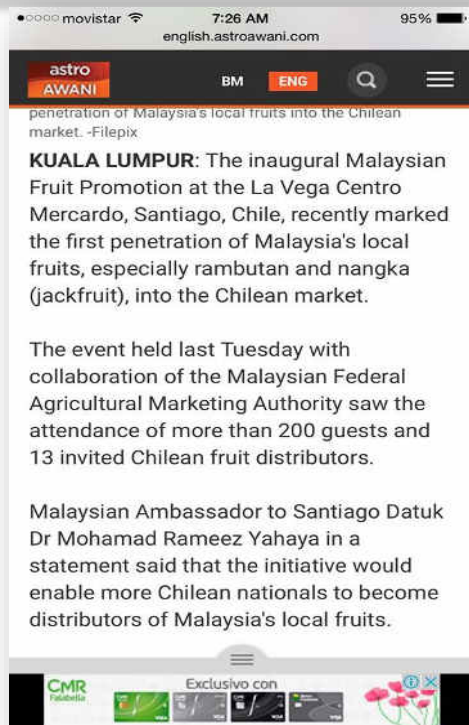 movistar 7:26 AM 95%
english.astroawani.com
astro
AWANI
BM ENG
penetration of Malaysia's local fruits into the Chilean
market. -Filepix
KUALA LUMPUR: The inaugural Malaysian
Fruit Promotion at the La Vega Centro
Mercardo, Santiago, Chile, recently marked
the first penetration of Malaysia's local
fruits, especially rambutan and nangka
(jackfruit), into the Chilean market.
The event held last Tuesday with
collaboration of the Malaysian Federal
Agricultural Marketing Authority saw the
attendance of more than 200 guests and
13 invited Chilean fruit distributors.
Malaysian Ambassador to Santiago Datuk
Dr Mohamad Rameez Yahaya in a
statement said that the initiative would
enable more Chilean nationals to become
distributors of Malaysia's local fruits.
CMR
Falabella
Exclusivo con
VISA VISA VISA VISA